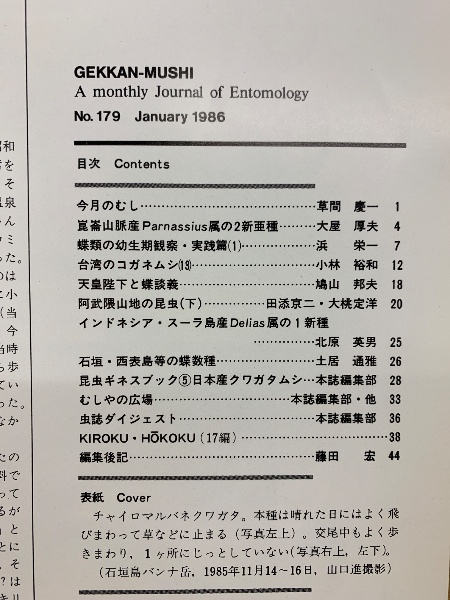 GEKKAN-MUSHI
A monthly Journal of Entomology
No. 179 January 1986
目次 Contents
今月のむし……………………………草間 慶一 1
崑崙山脈産Parnassius属の2新亜種………大屋 厚夫 4
蝶類の幼生期観察・実践篇⑴……………浜 栄一 7
台湾のコガネムシ⒀……………………小林 裕和 12
天皇陛下と蝶談義………………………鳩山 邦夫 18
阿武隈山地の昆虫(下)…………田添京二・大桃定洋 20
インドネシア・スーラ島産Delias属の1新種
……………北原 英男 25
石垣・西表島等の蝶数種…………………土居 通雅 26
昆虫ギネスブック⑤日本産クワガタムシ…本誌編集部 28
むしやの広場……………………本誌編集部・他 33
虫誌ダイジェスト………………………本誌編集部 36
KIROKU・HŌKOKU (17編)……………………………38
編集後記…………………………………藤田 宏 44
表紙 Cover
チャイロマルバネクワガタ。本種は晴れた日にはよく飛
びまわって草などに止まる(写真左上)。交尾中もよく歩
きまわり，1ヶ所にじっとしていない(写真右上，左下)。
(石垣島バンナ岳，1985年11月14〜16日，山口進撮影)